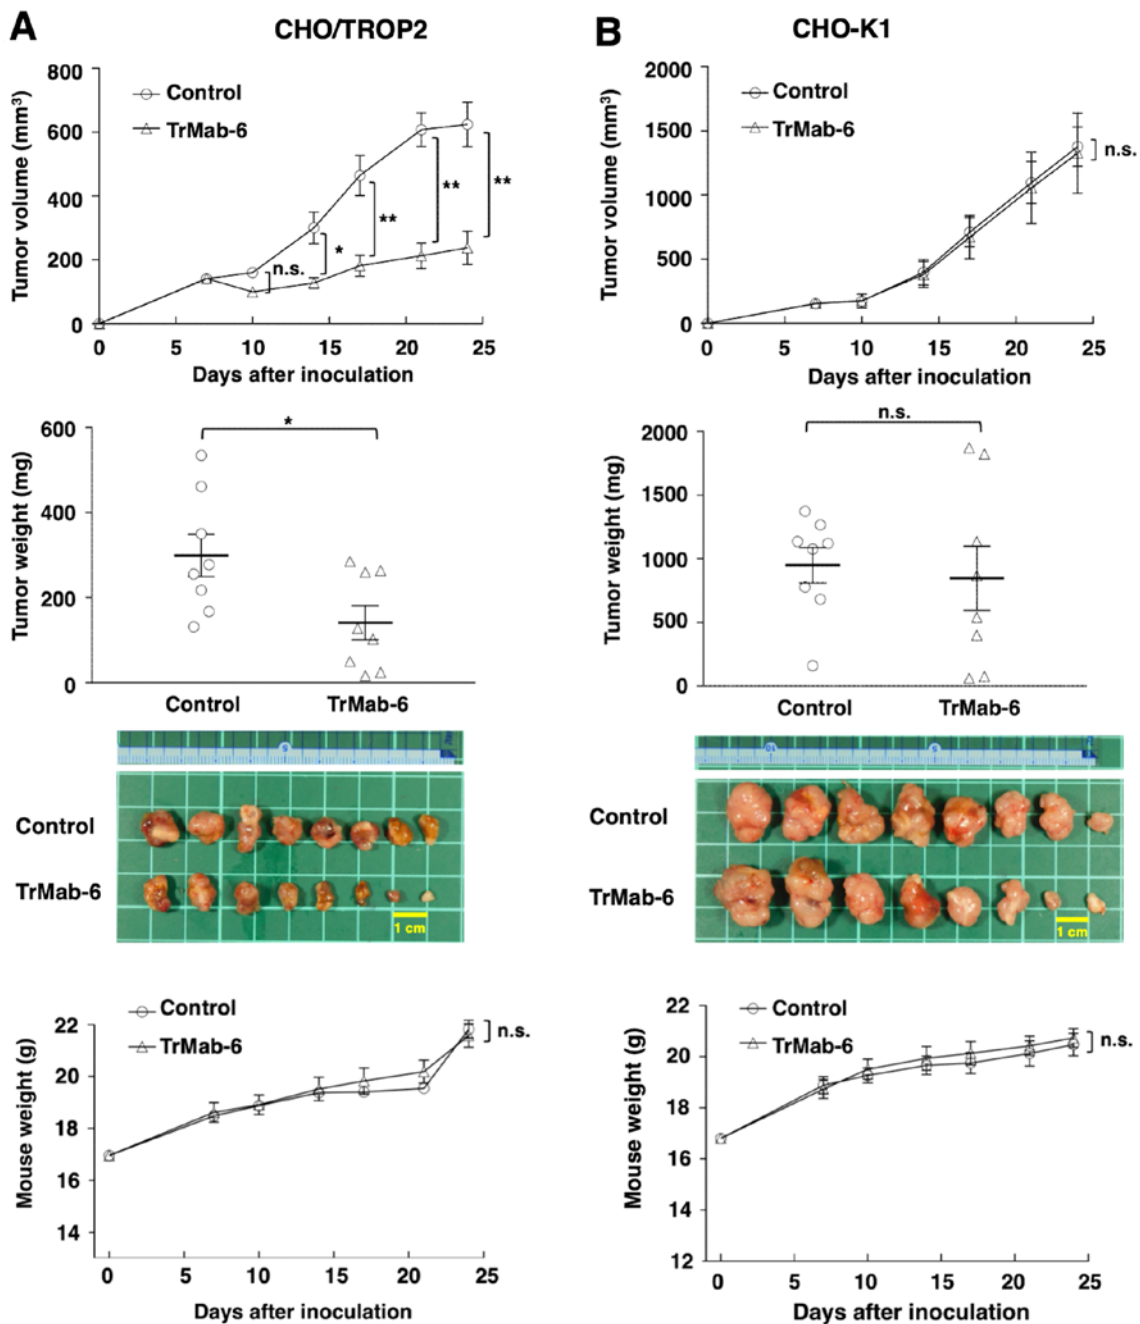 A
CHO/TROP2
Tumor volume (mm³)
800
600
400
200
0
Control
TrMab-6
n.s.
*
**
**
**
0 5 10 15 20 25
Days after inoculation
Tumor weight (mg)
600
400
200
0
*
Control TrMab-6
5
Control
TrMab-6
1 cm
Mouse weight (g)
22
20
18
16
14
Control
TrMab-6
n.s.
0 5 10 15 20 25
Days after inoculation
B
CHO-K1
Tumor volume (mm³)
2000
1500
1000
500
0
Control
TrMab-6
n.s.
0 5 10 15 20 25
Days after inoculation
Tumor weight (mg)
2000
1500
1000
500
0
n.s.
Control TrMab-6
10 5
Control
TrMab-6
1 cm
Mouse weight (g)
22
20
18
16
14
12
Control
TrMab-6
n.s.
0 5 10 15 20 25
Days after inoculation